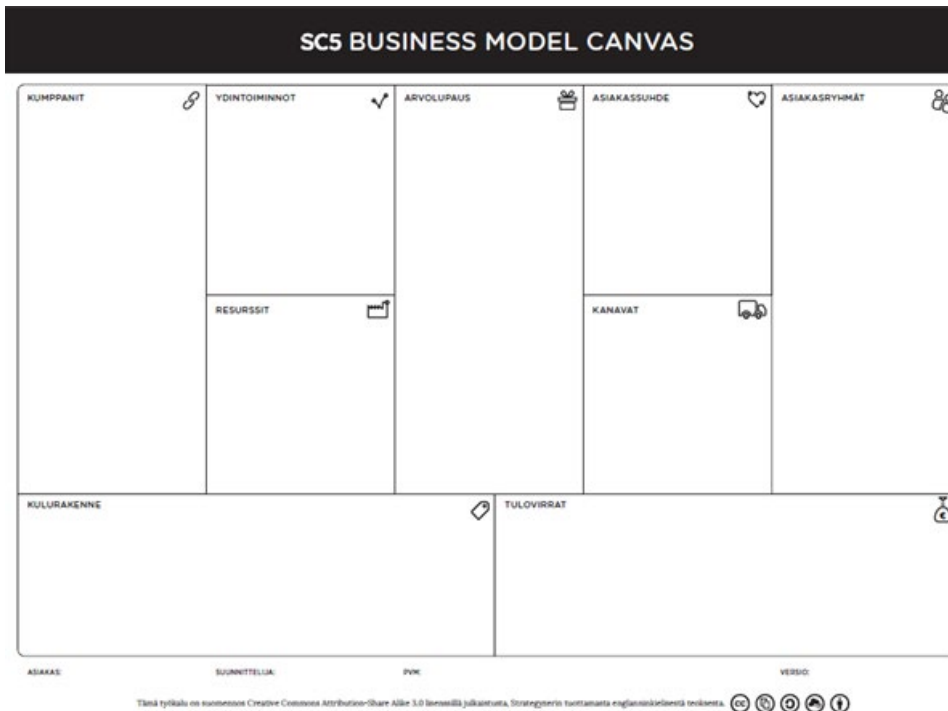 SC5 BUSINESS MODEL CANVAS
KUMPPANIT
YDINTOIMINNOT
ARVOLUPAUS
ASIAKASSUHDE
ASIAKASRYHMÄT
RESURSSIT
KANAVAT
KULURAKENNE
TULOVIRRAT
ASIAKAS:
SUUNNITTELIJA:
PVM:
VERSIO:
Tämä työkalu on suomennos Creative Commons Attribution-Share Alike 3.0 lisenssillä julkaistusta, Strategyzerin tuottamasta englanninkielisestä teoksesta.
cc